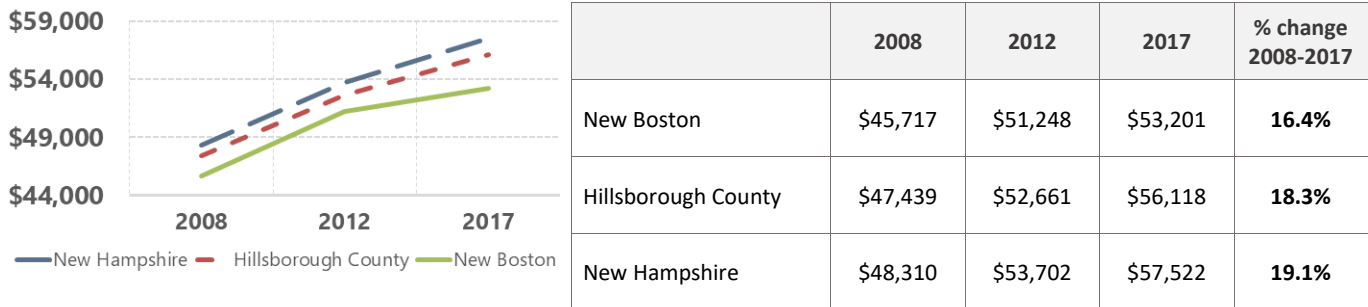 $59,000
$54,000
$49,000
$44,000
2008 2012 2017
New Hampshire Hillsborough County New Boston
2008 2012 2017 % change 2008-2017
New Boston $45,717 $51,248 $53,201 16.4%
Hillsborough County $47,439 $52,661 $56,118 18.3%
New Hampshire $48,310 $53,702 $57,522 19.1%